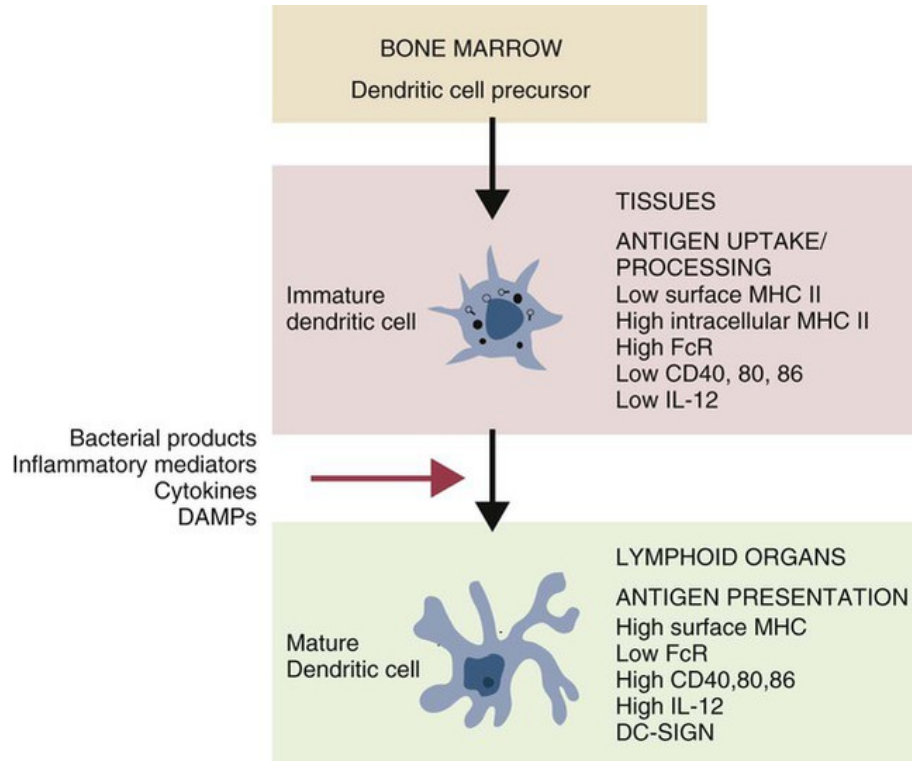 BONE MARROW
Dendritic cell precursor
TISSUES
ANTIGEN UPTAKE/
PROCESSING
Low surface MHC II
High intracellular MHC II
High FcR
Low CD40, 80, 86
Low IL-12
Immature
dendritic cell
Bacterial products
Inflammatory mediators
Cytokines
DAMPs
LYMPHOID ORGANS
ANTIGEN PRESENTATION
High surface MHC
Low FcR
High CD40,80,86
High IL-12
DC-SIGN
Mature
Dendritic cell